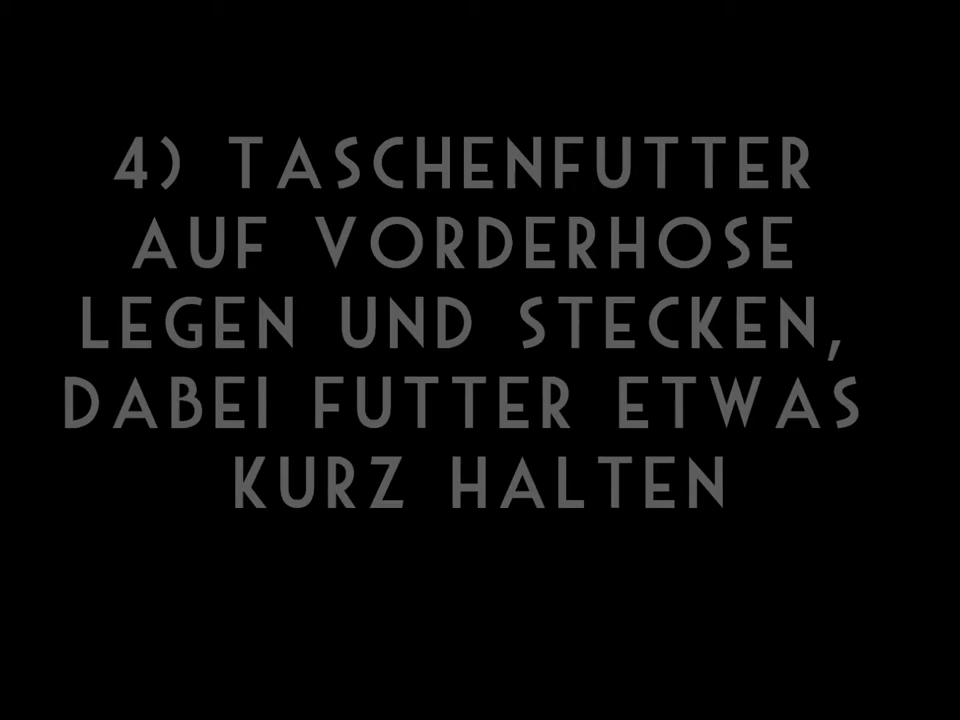 4) TASCHENFUTTER
AUF VORDERHOSE
LEGEN UND STECKEN,
DABEI FUTTER ETWAS
KURZ HALTEN